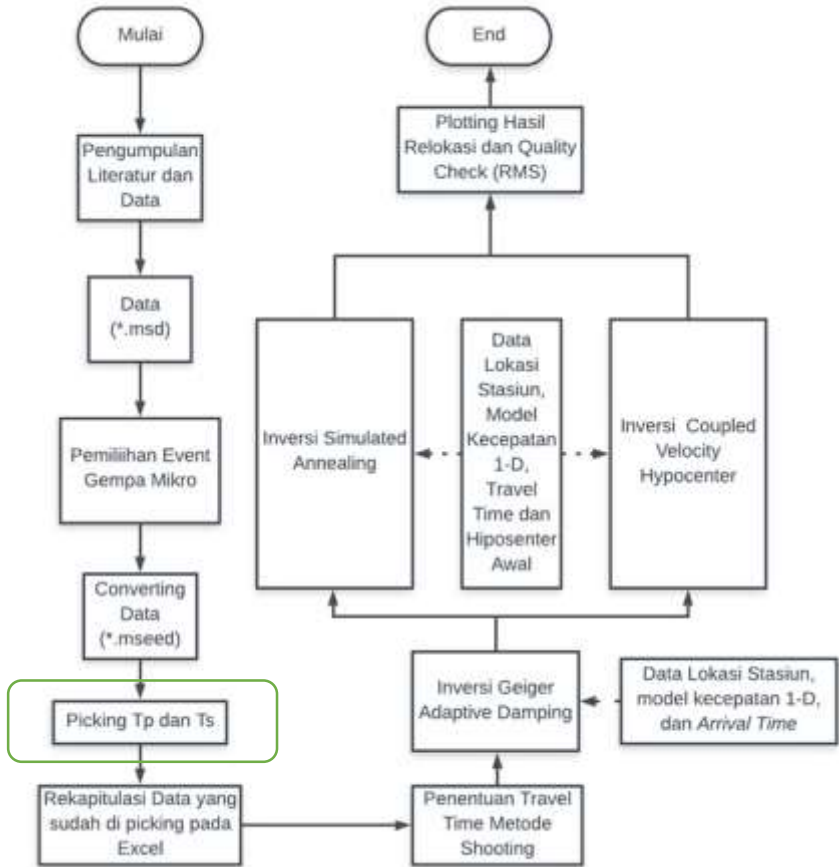 Mulai
Pengumpulan
Literatur dan
Data
Data
(*.msd)
Pemiliihan Event
Gempa Mikro
Converting
Data
(*.mseed)
Picking Tp dan Ts
Rekapitulasi Data yang
sudah di picking pada
Excel
Penentuan Travel
Time Metode
Shooting
Inversi Geiger
Adaptive Damping
Data Lokasi Stasiun,
model kecepatan 1-D,
dan Arrival Time
Inversi Simulated
Annealing
Data
Lokasi
Stasiun,
Model
Kecepatan
1-D,
Travel
Time dan
Hiposenter
Awal
Inversi Coupled
Velocity
Hypocenter
Plotting Hasil
Relokasi dan Quality
Check (RMS)
End